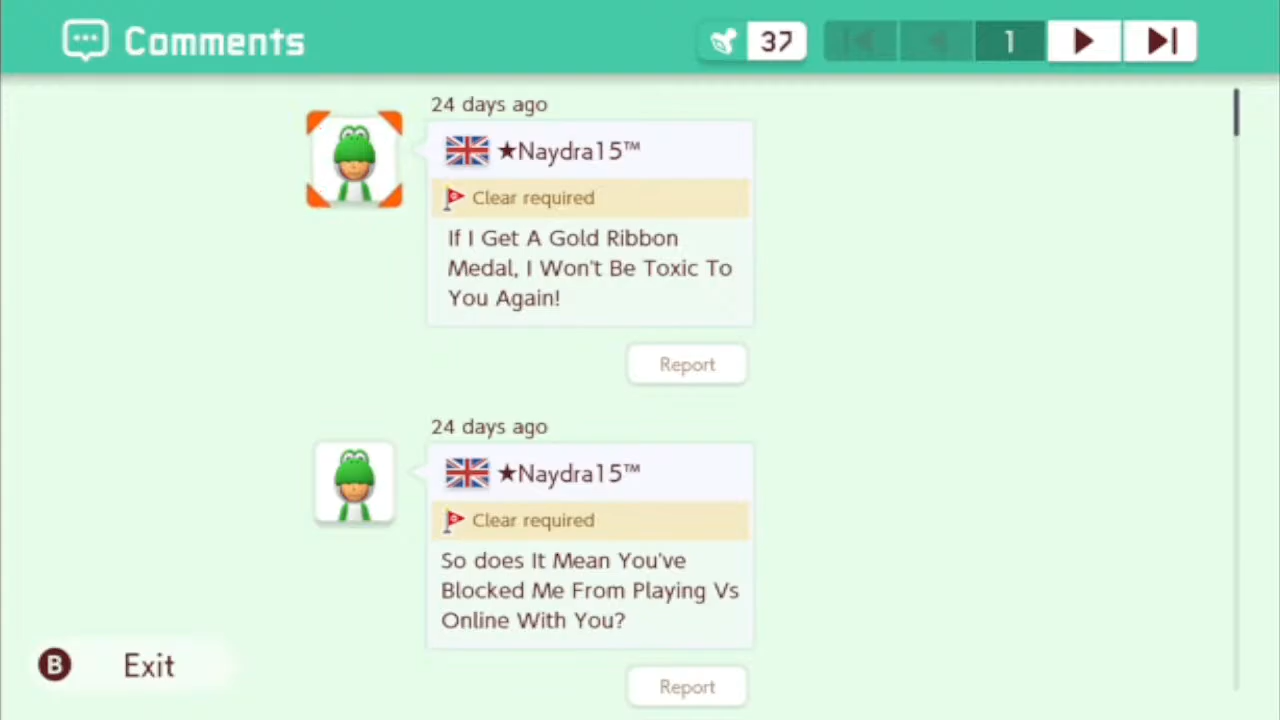 Comments
37
1
24 days ago
★Naydra15™
Clear required
If I Get A Gold Ribbon
Medal, I Won't Be Toxic To
You Again!
Report
24 days ago
★Naydra15™
Clear required
So does It Mean You've
Blocked Me From Playing Vs
Online With You?
Report
B Exit